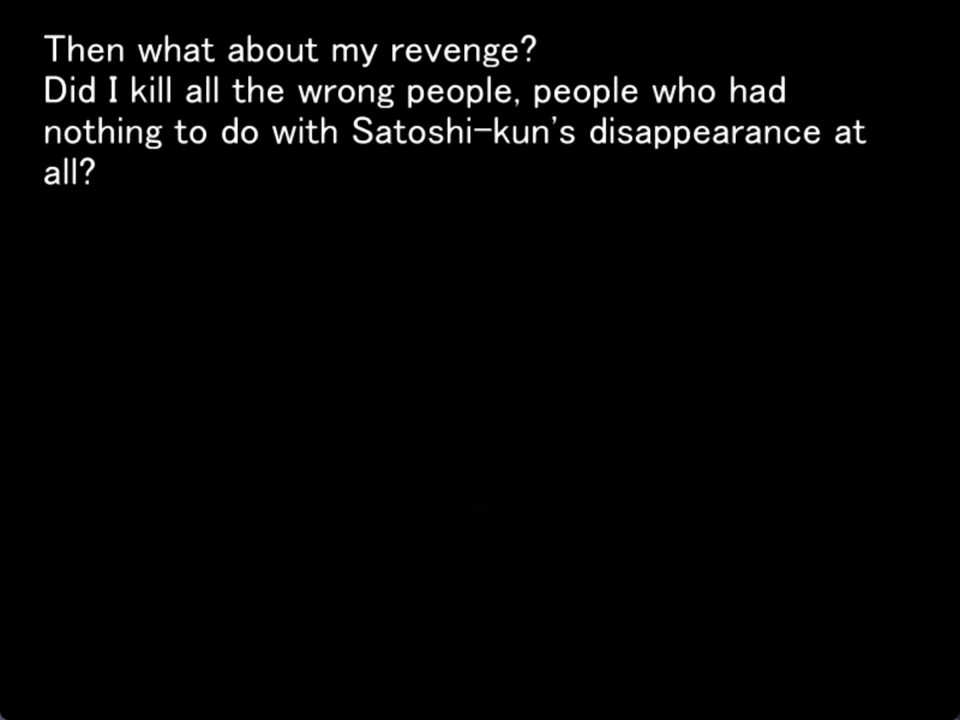 Then what about my revenge?
Did I kill all the wrong people, people who had
nothing to do with Satoshi-kun's disappearance at
all?